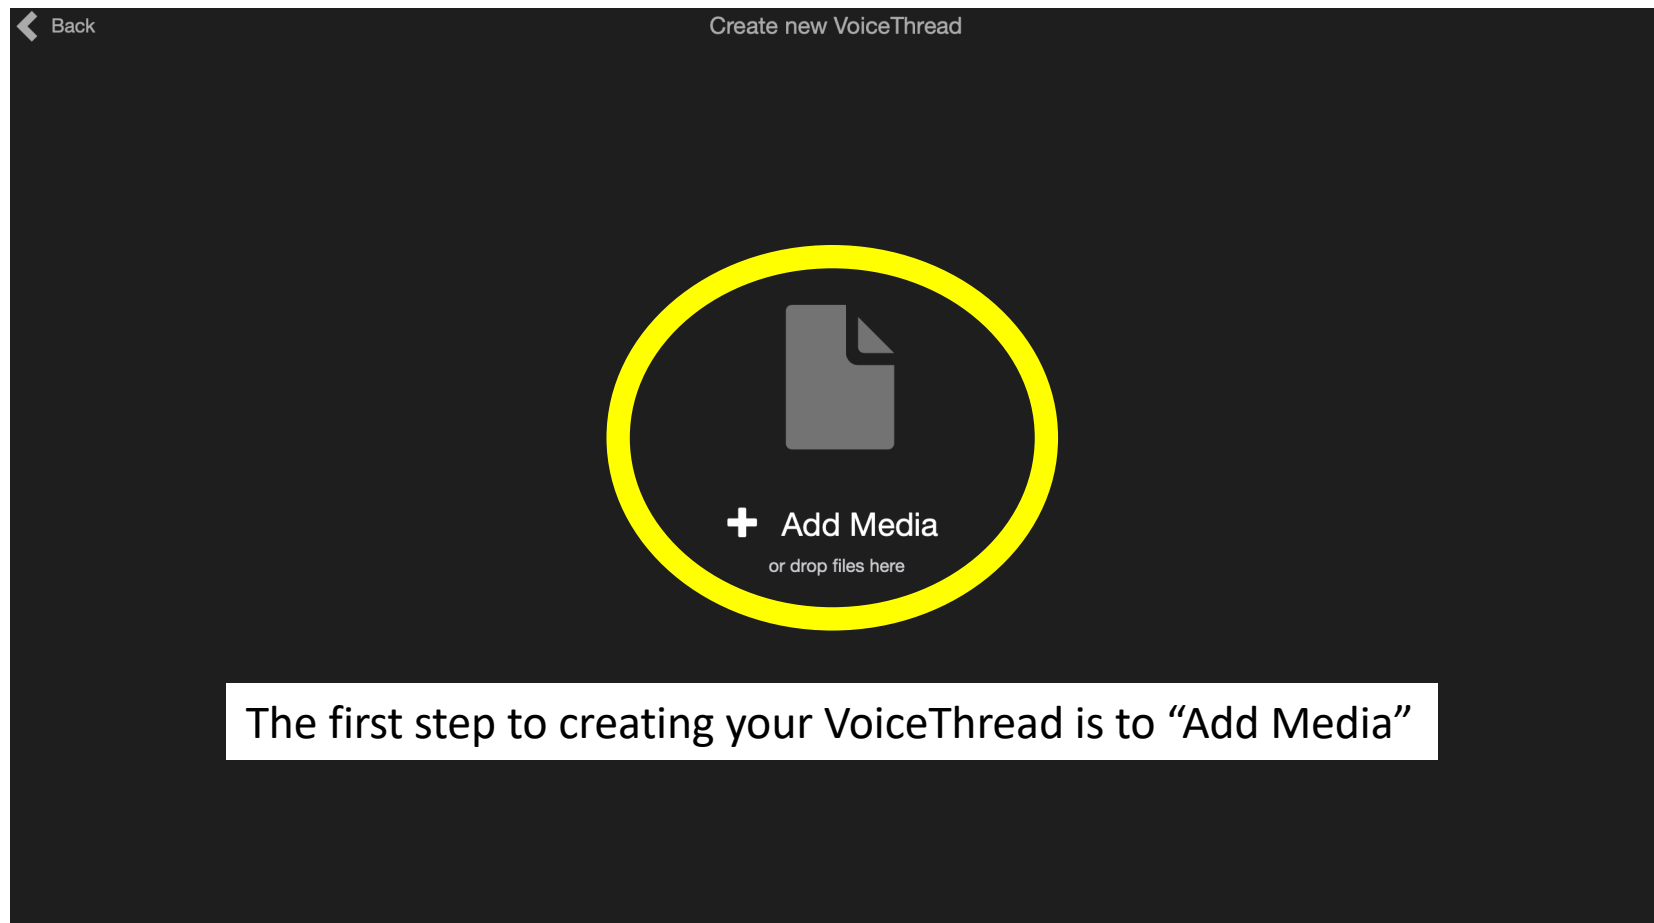 Back
Create new VoiceThread
Add Media
or drop files here
The first step to creating your VoiceThread is to “Add Media”